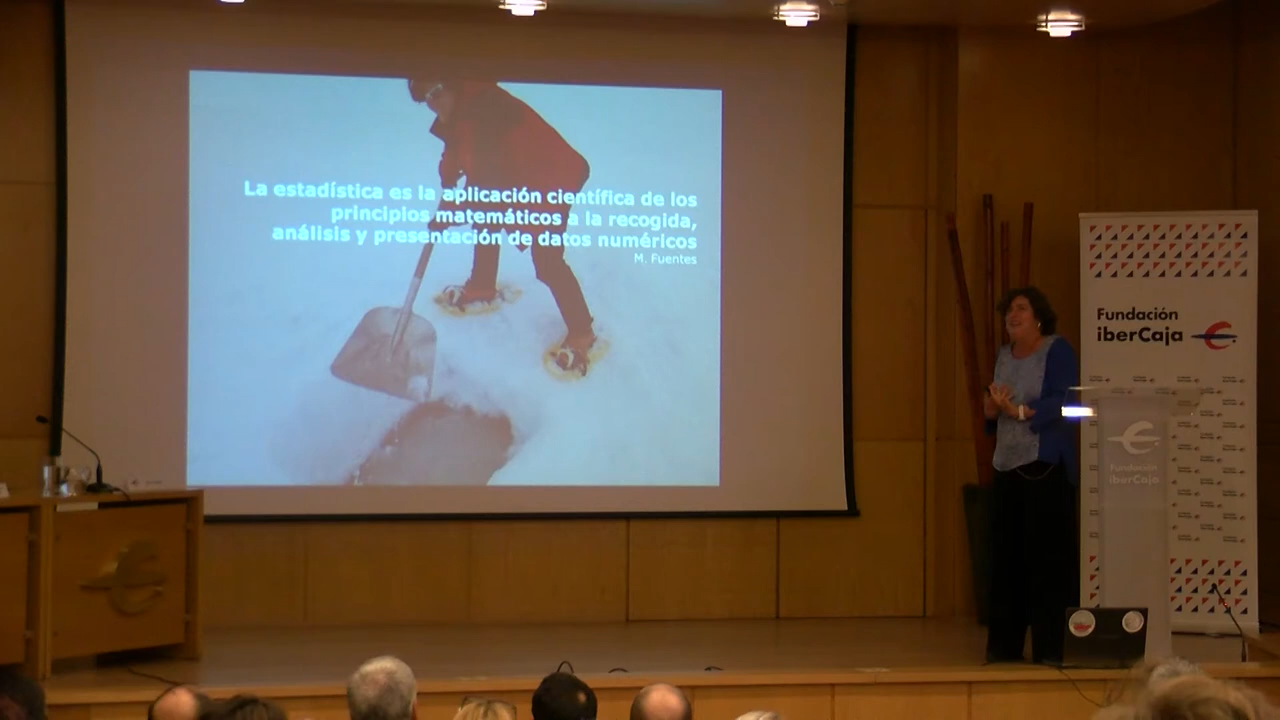 La estadística es la aplicación científica de los
principios matemáticos a la recogida,
análisis y presentación de datos numéricos
M. Fuentes
Fundación
iberCaja
Fundación
iberCaja